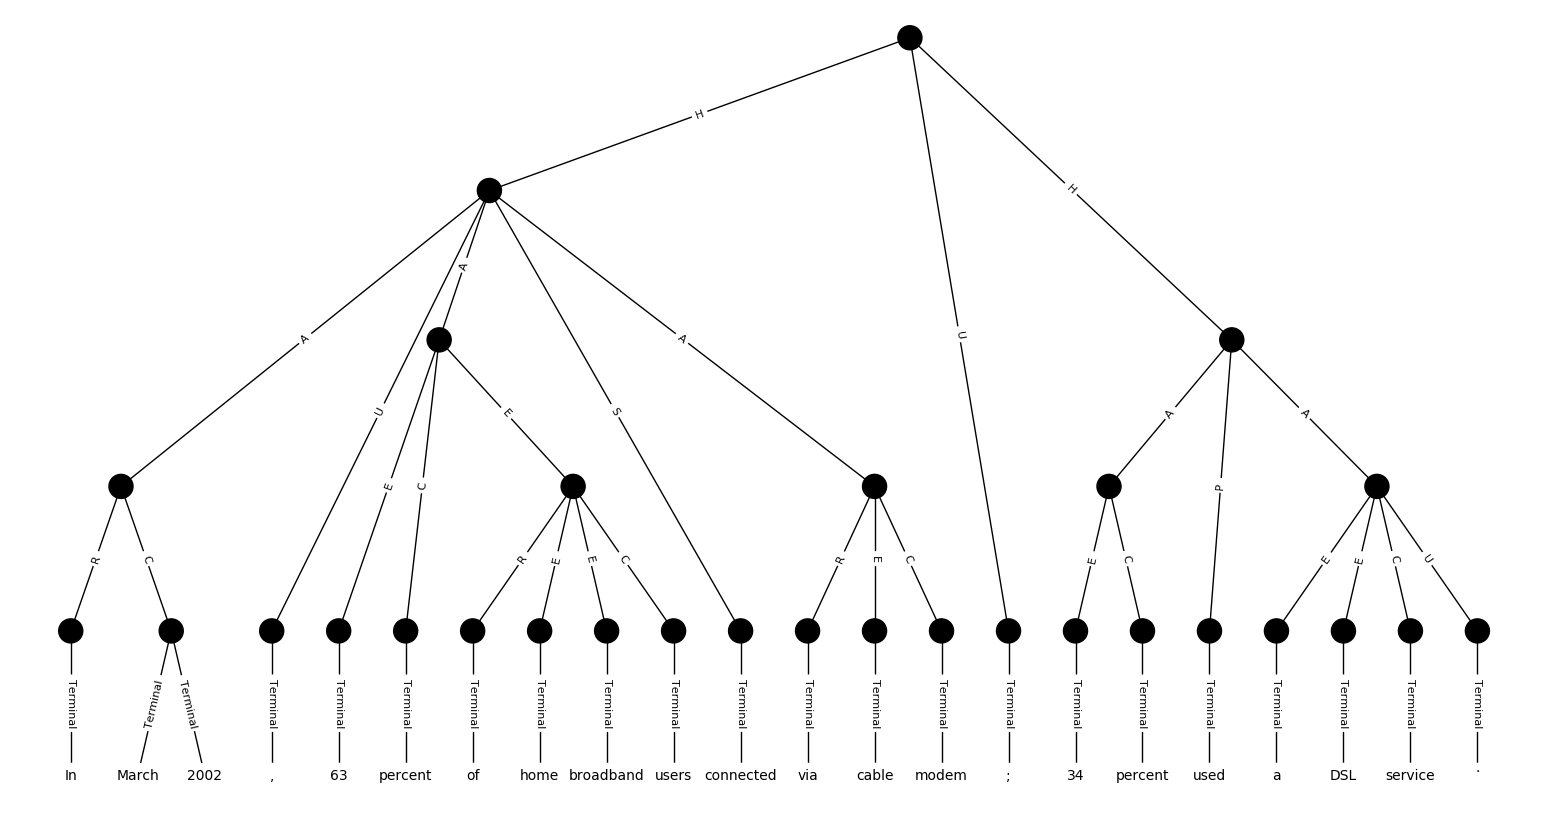 H
H
A
A
U
S
A
U
E
C
E
A
P
A
R
C
R
E
E
C
R
E
C
E
C
E
E
C
U
Terminal Terminal Terminal Terminal Terminal Terminal Terminal Terminal Terminal Terminal Terminal Terminal Terminal Terminal Terminal Terminal Terminal Terminal Terminal Terminal Terminal Terminal
In March 2002 , 63 percent of home broadband users connected via cable modem ; 34 percent used a DSL service .